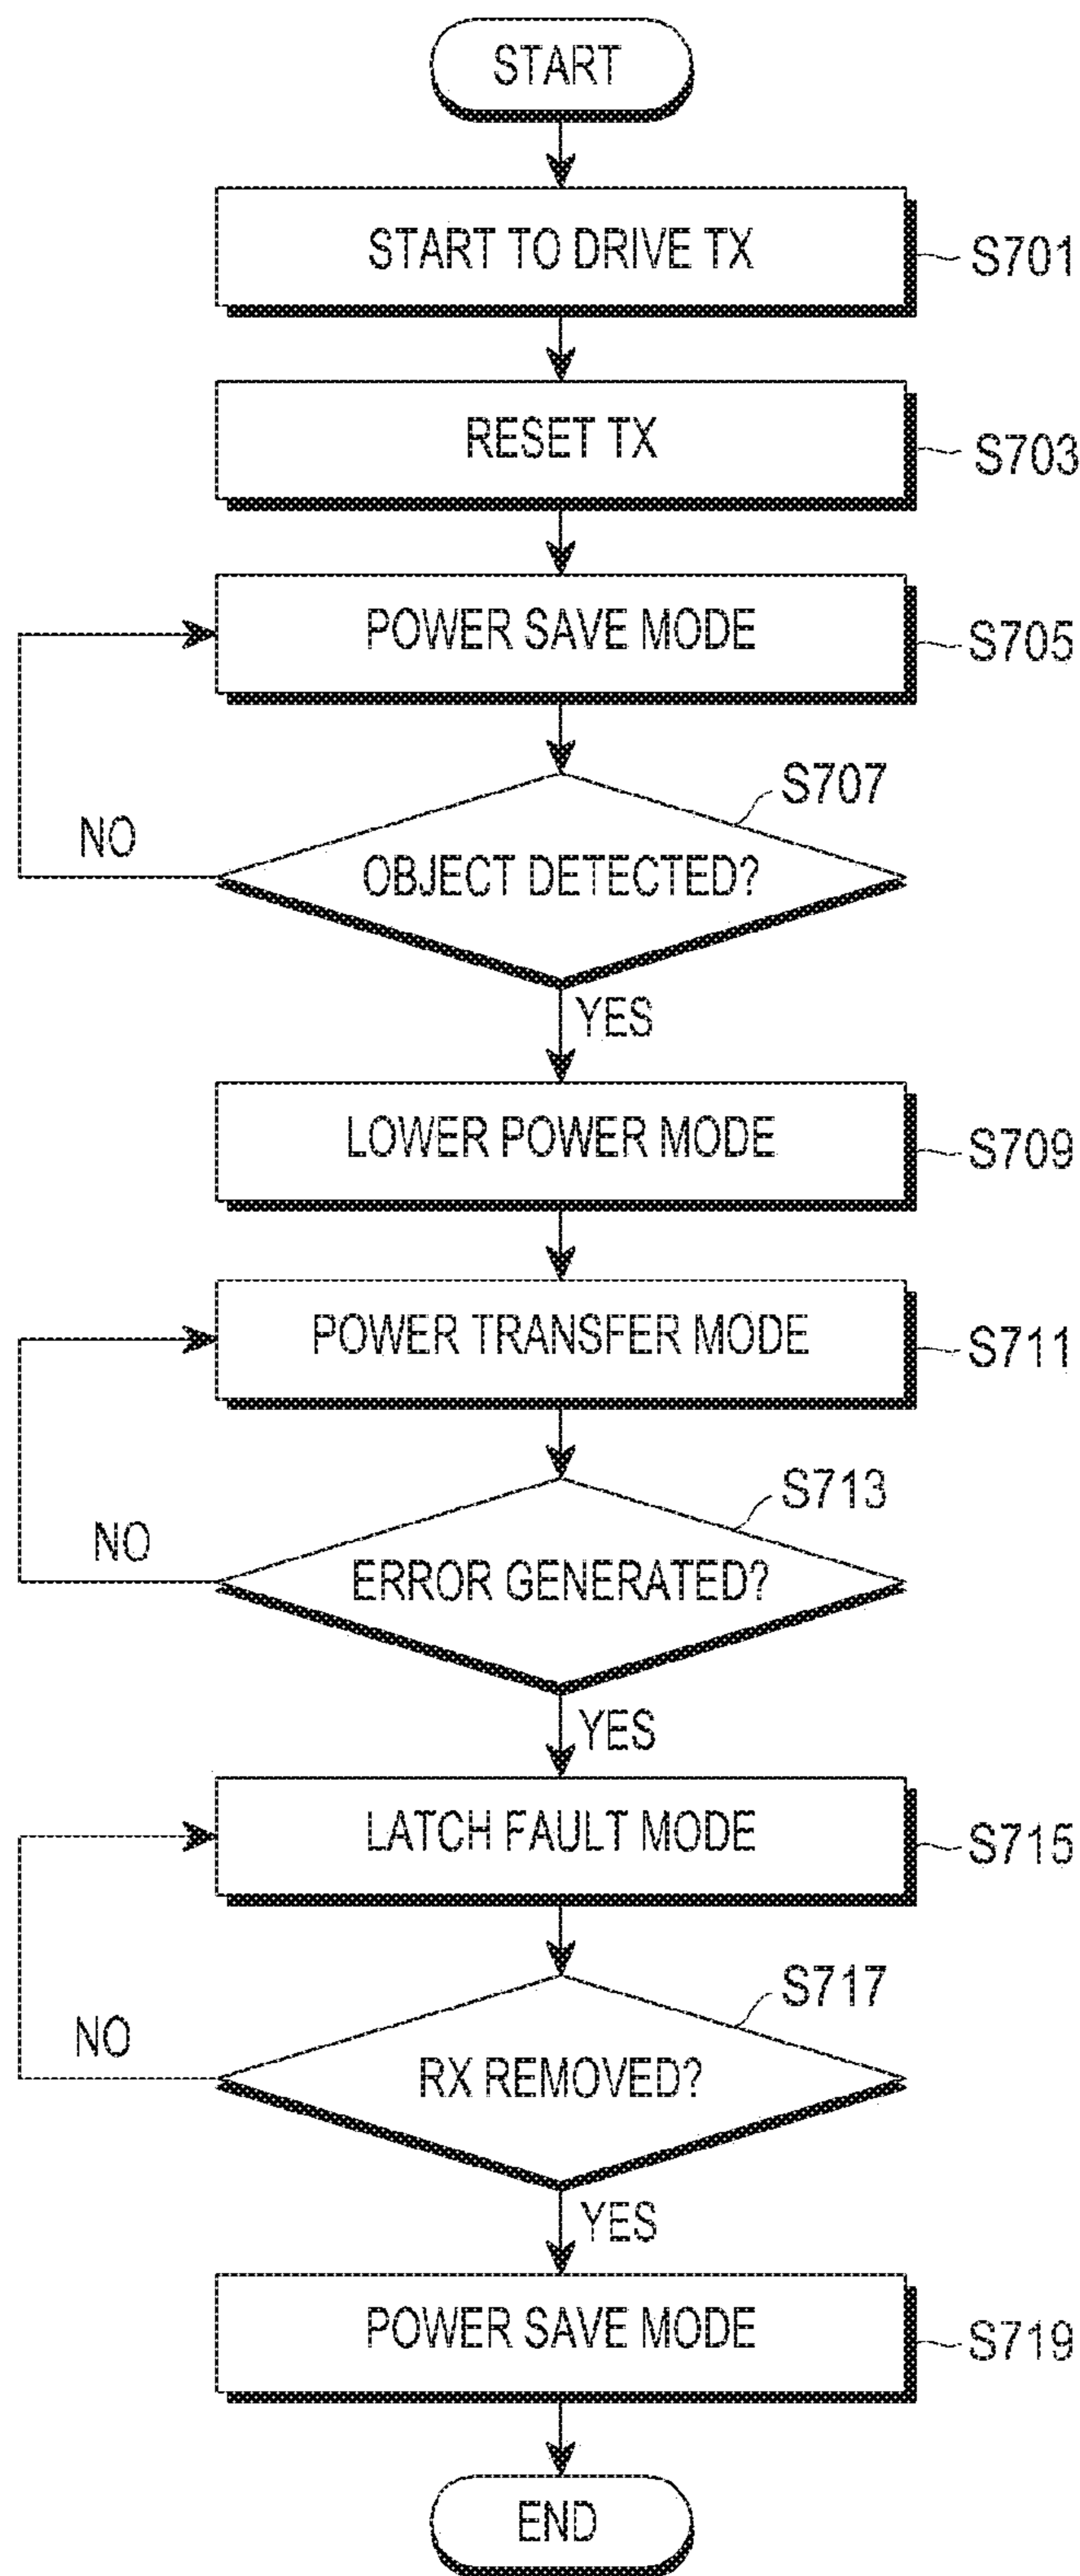 START
START TO DRIVE TX
S701
RESET TX
S703
POWER SAVE MODE
S705
S707
NO
OBJECT DETECTED?
YES
LOWER POWER MODE
S709
POWER TRANSFER MODE
S711
S713
NO
ERROR GENERATED?
YES
LATCH FAULT MODE
S715
S717
NO
RX REMOVED?
YES
POWER SAVE MODE
S719
END